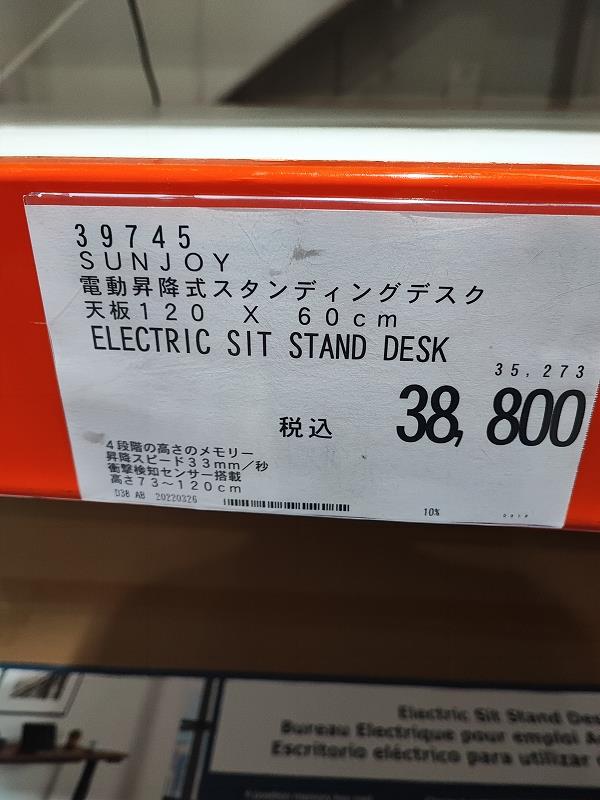 39745
SUNJOY
電動昇降式スタンディングデスク
天板120 X 60cm
ELECTRIC SIT STAND DESK
35,273
税込 38,800
4段階の高さのメモリー
昇降スピード33mm/秒
衝撃検知センサー搭載
高さ73～120cm
D38 AB 20220326
10%
Electric Sit Stand Des
Bureau Electrique pour emploi A
Escritorio eléctrico para utilizar